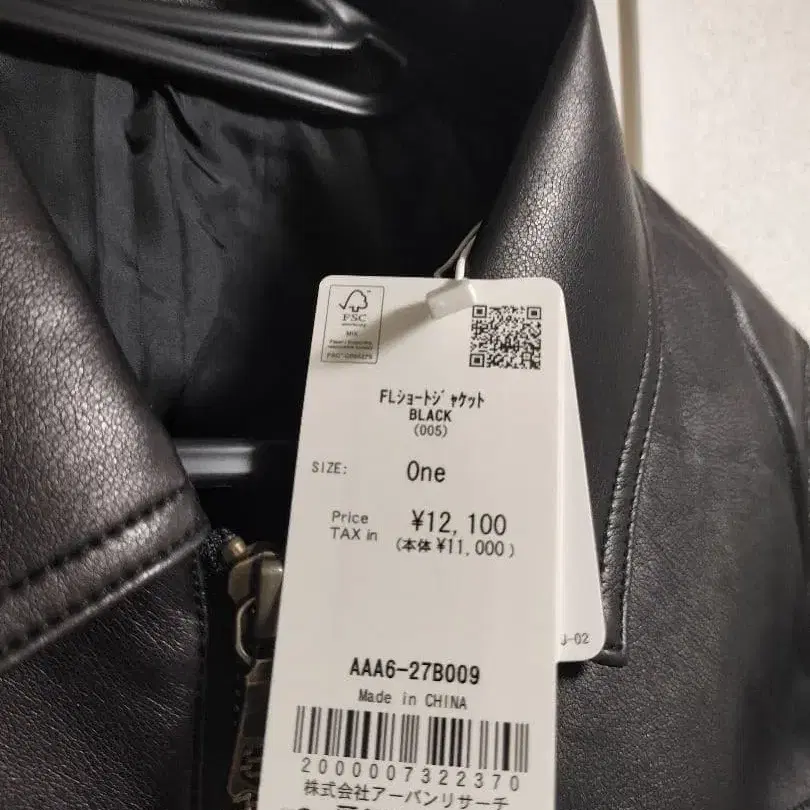 FSC
MIX
FLショートジャケット
BLACK
(005)
SIZE: One
Price TAX in ¥12,100
(本体 ¥11,000)
J-02
AAA6-27B009
Made in CHINA
2000007322370
株式会社アーバンリサーチ